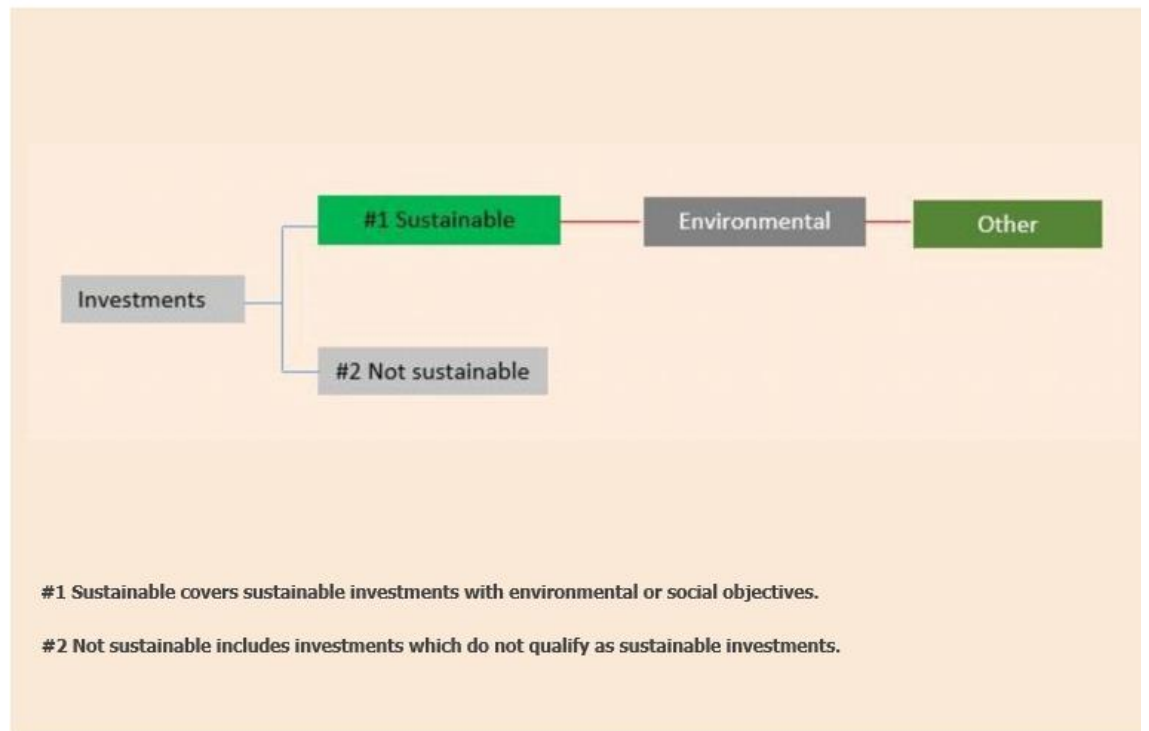 #1 Sustainable
Environmental
Other
Investments
#2 Not sustainable
#1 Sustainable covers sustainable investments with environmental or social objectives.
#2 Not sustainable includes investments which do not qualify as sustainable investments.